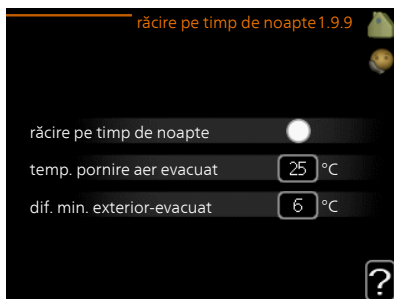 răcire pe timp de noapte 1.9.9
răcire pe timp de noapte
temp. pornire aer evacuat 25 °C
dif. min. exterior-evacuat 6 °C
?